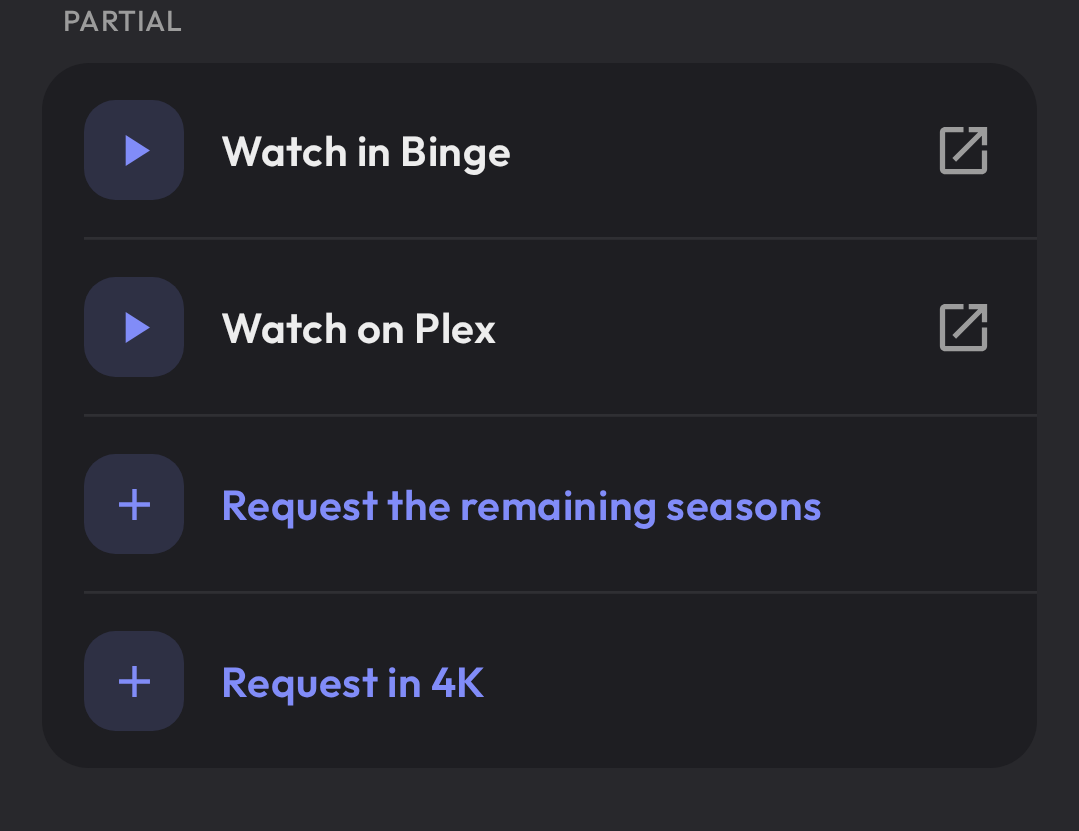 PARTIAL
Watch in Binge
Watch on Plex
Request the remaining seasons
Request in 4K